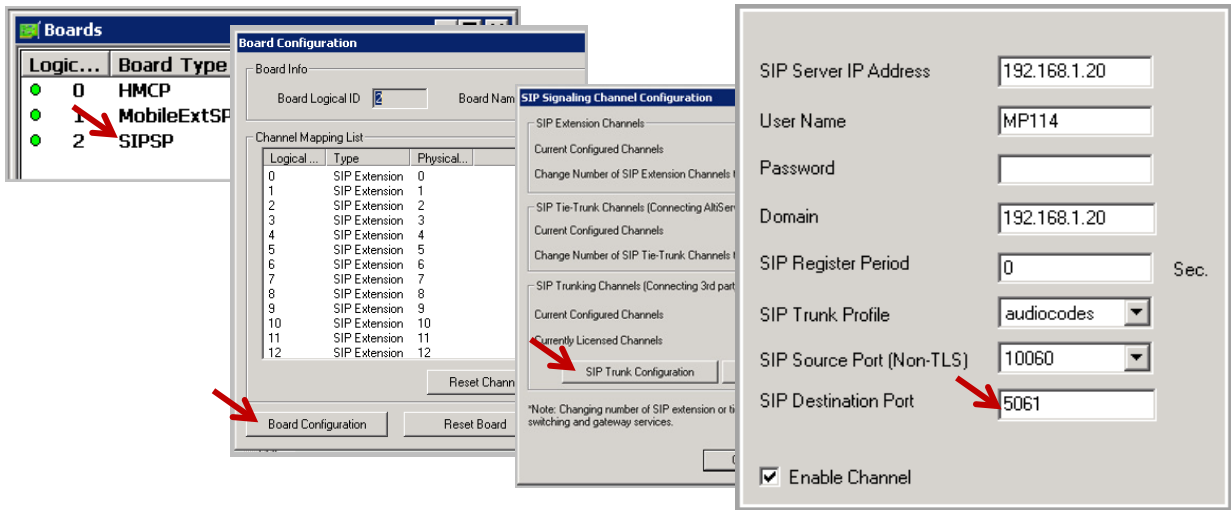 Boards
Logic... Board Type
0 HMCP
1 MobileExtSP
2 SIPSP
Board Configuration
Board Info
Board Logical ID 2 Board Nam
Channel Mapping List
Logical ... Type Physical...
0 SIP Extension 0
1 SIP Extension 1
2 SIP Extension 2
3 SIP Extension 3
4 SIP Extension 4
5 SIP Extension 5
6 SIP Extension 6
7 SIP Extension 7
8 SIP Extension 8
9 SIP Extension 9
10 SIP Extension 10
11 SIP Extension 11
12 SIP Extension 12
Reset Chann
Board Configuration Reset Board
SIP Signaling Channel Configuration
SIP Extension Channels
Current Configured Channels
Change Number of SIP Extension Channels t
SIP Tie-Trunk Channels (Connecting AltiSer
Current Configured Channels
Change Number of SIP Tie-Trunk Channels t
SIP Trunking Channels (Connecting 3rd part
Current Configured Channels
Currently Licensed Channels
SIP Trunk Configuration
*Note: Changing number of SIP extension or ti
switching and gateway services.
SIP Server IP Address 192.168.1.20
User Name MP114
Password
Domain 192.168.1.20
SIP Register Period 0 Sec.
SIP Trunk Profile audiocodes
SIP Source Port (Non-TLS) 10060
SIP Destination Port 5061
Enable Channel